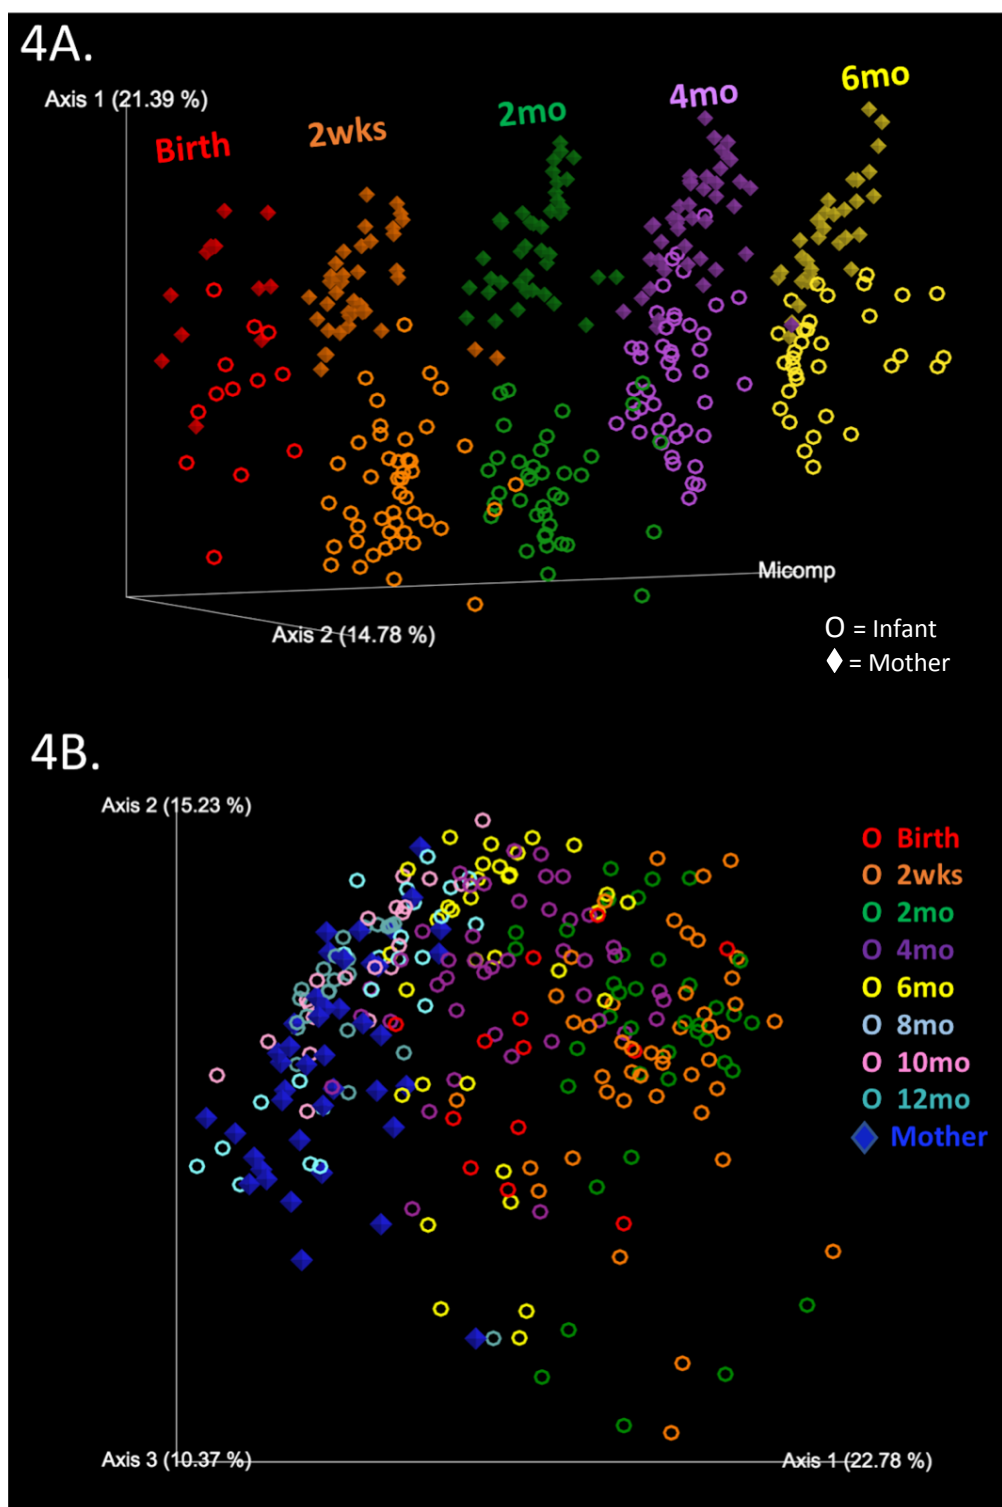 4A.
Axis 1 (21.39 %)
Birth
2wks
2mo
4mo
6mo
Micomp
Axis 2 (14.78 %)
O = Infant
♦ = Mother
4B.
Axis 2 (15.23 %)
O Birth
O 2wks
O 2mo
O 4mo
O 6mo
O 8mo
O 10mo
O 12mo
Mother
Axis 3 (10.37 %)
Axis 1 (22.78 %)